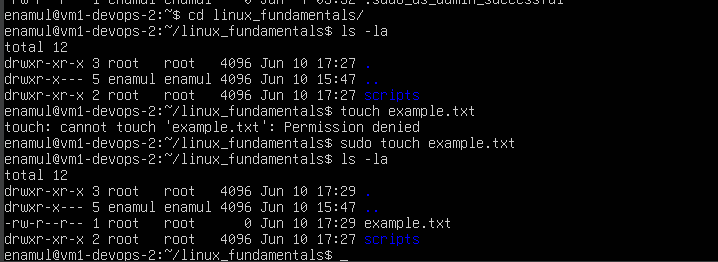 enamul@vm1-devops-2:~$ cd linux_fundamentals/
enamul@vm1-devops-2:~/linux_fundamentals$ ls -la
total 12
drwxr-xr-x 3 root   root   4096 Jun 10 17:27 .
drwxr-x--- 5 enamul enamul 4096 Jun 10 15:47 ..
drwxr-xr-x 2 root   root   4096 Jun 10 17:27 scripts
enamul@vm1-devops-2:~/linux_fundamentals$ touch example.txt
touch: cannot touch 'example.txt': Permission denied
enamul@vm1-devops-2:~/linux_fundamentals$ sudo touch example.txt
enamul@vm1-devops-2:~/linux_fundamentals$ ls -la
total 12
drwxr-xr-x 3 root   root   4096 Jun 10 17:29 .
drwxr-x--- 5 enamul enamul 4096 Jun 10 15:47 ..
-rw-r--r-- 1 root   root      0 Jun 10 17:29 example.txt
drwxr-xr-x 2 root   root   4096 Jun 10 17:27 scripts
enamul@vm1-devops-2:~/linux_fundamentals$ _